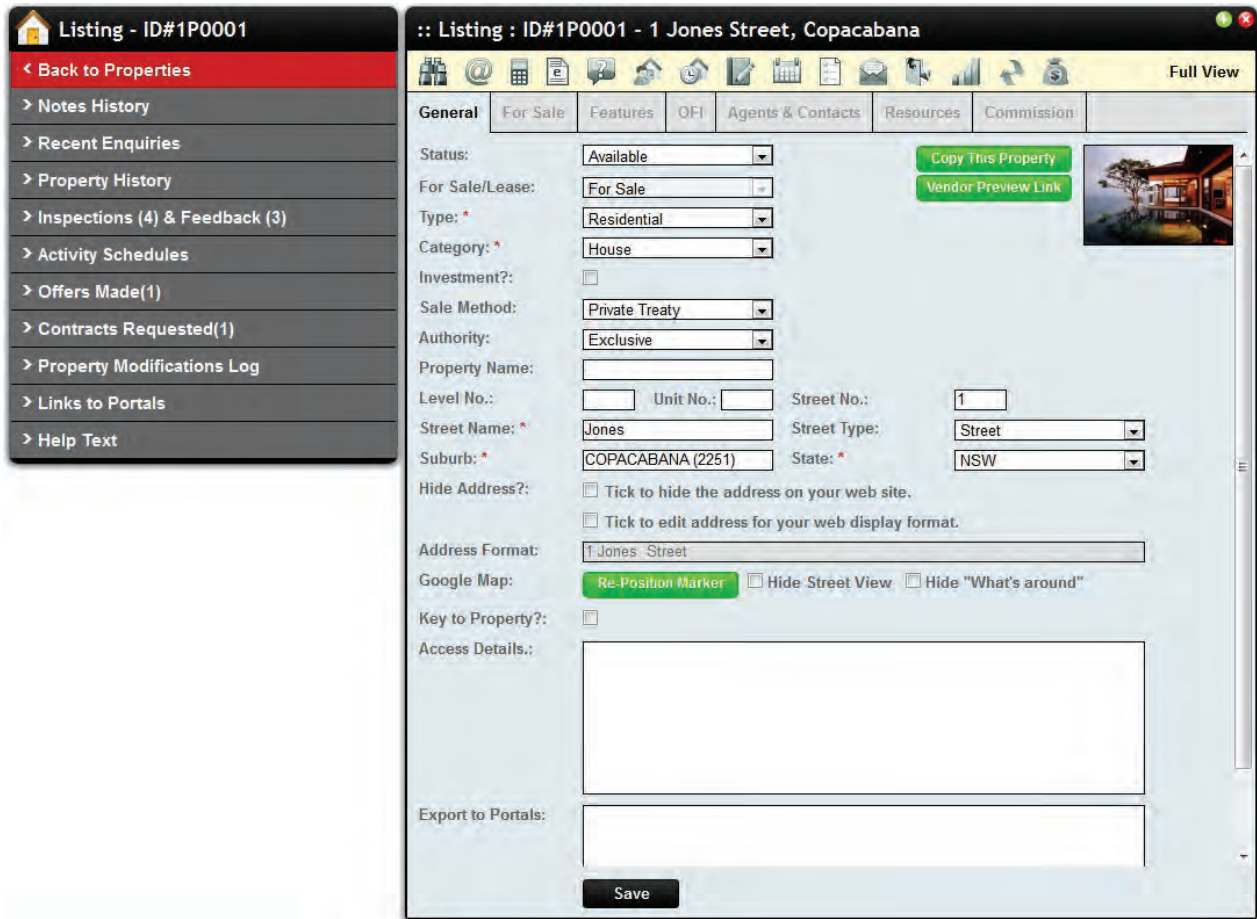 Listing - ID#1P0001
< Back to Properties
> Notes History
> Recent Enquiries
> Property History
> Inspections (4) & Feedback (3)
> Activity Schedules
> Offers Made(1)
> Contracts Requested(1)
> Property Modifications Log
> Links to Portals
> Help Text
:: Listing : ID#1P0001 - 1 Jones Street, Copacabana
Full View
General For Sale Features OFI Agents & Contacts Resources Commission
Status: Available Copy This Property
For Sale/Lease: For Sale Vendor Preview Link
Type: * Residential
Category: * House
Investment?:
Sale Method: Private Treaty
Authority: Exclusive
Property Name:
Level No.: Unit No.: Street No.: 1
Street Name: * Jones Street Type: Street
Suburb: * COPACABANA (2251) State: * NSW
Hide Address?: Tick to hide the address on your web site.
Tick to edit address for your web display format.
Address Format: 1 Jones Street
Google Map: Re-Position Marker Hide Street View Hide "What's around"
Key to Property?:
Access Details.:
Export to Portals:
Save